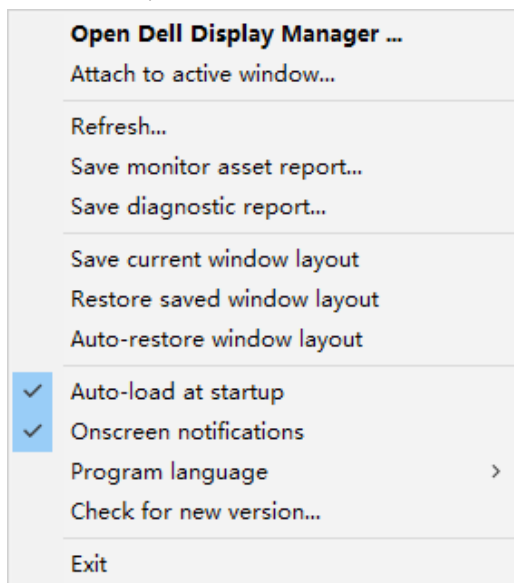 Open Dell Display Manager ...
Attach to active window...
Refresh...
Save monitor asset report...
Save diagnostic report...
Save current window layout
Restore saved window layout
Auto-restore window layout
Auto-load at startup
Onscreen notifications
Program language
Check for new version...
Exit